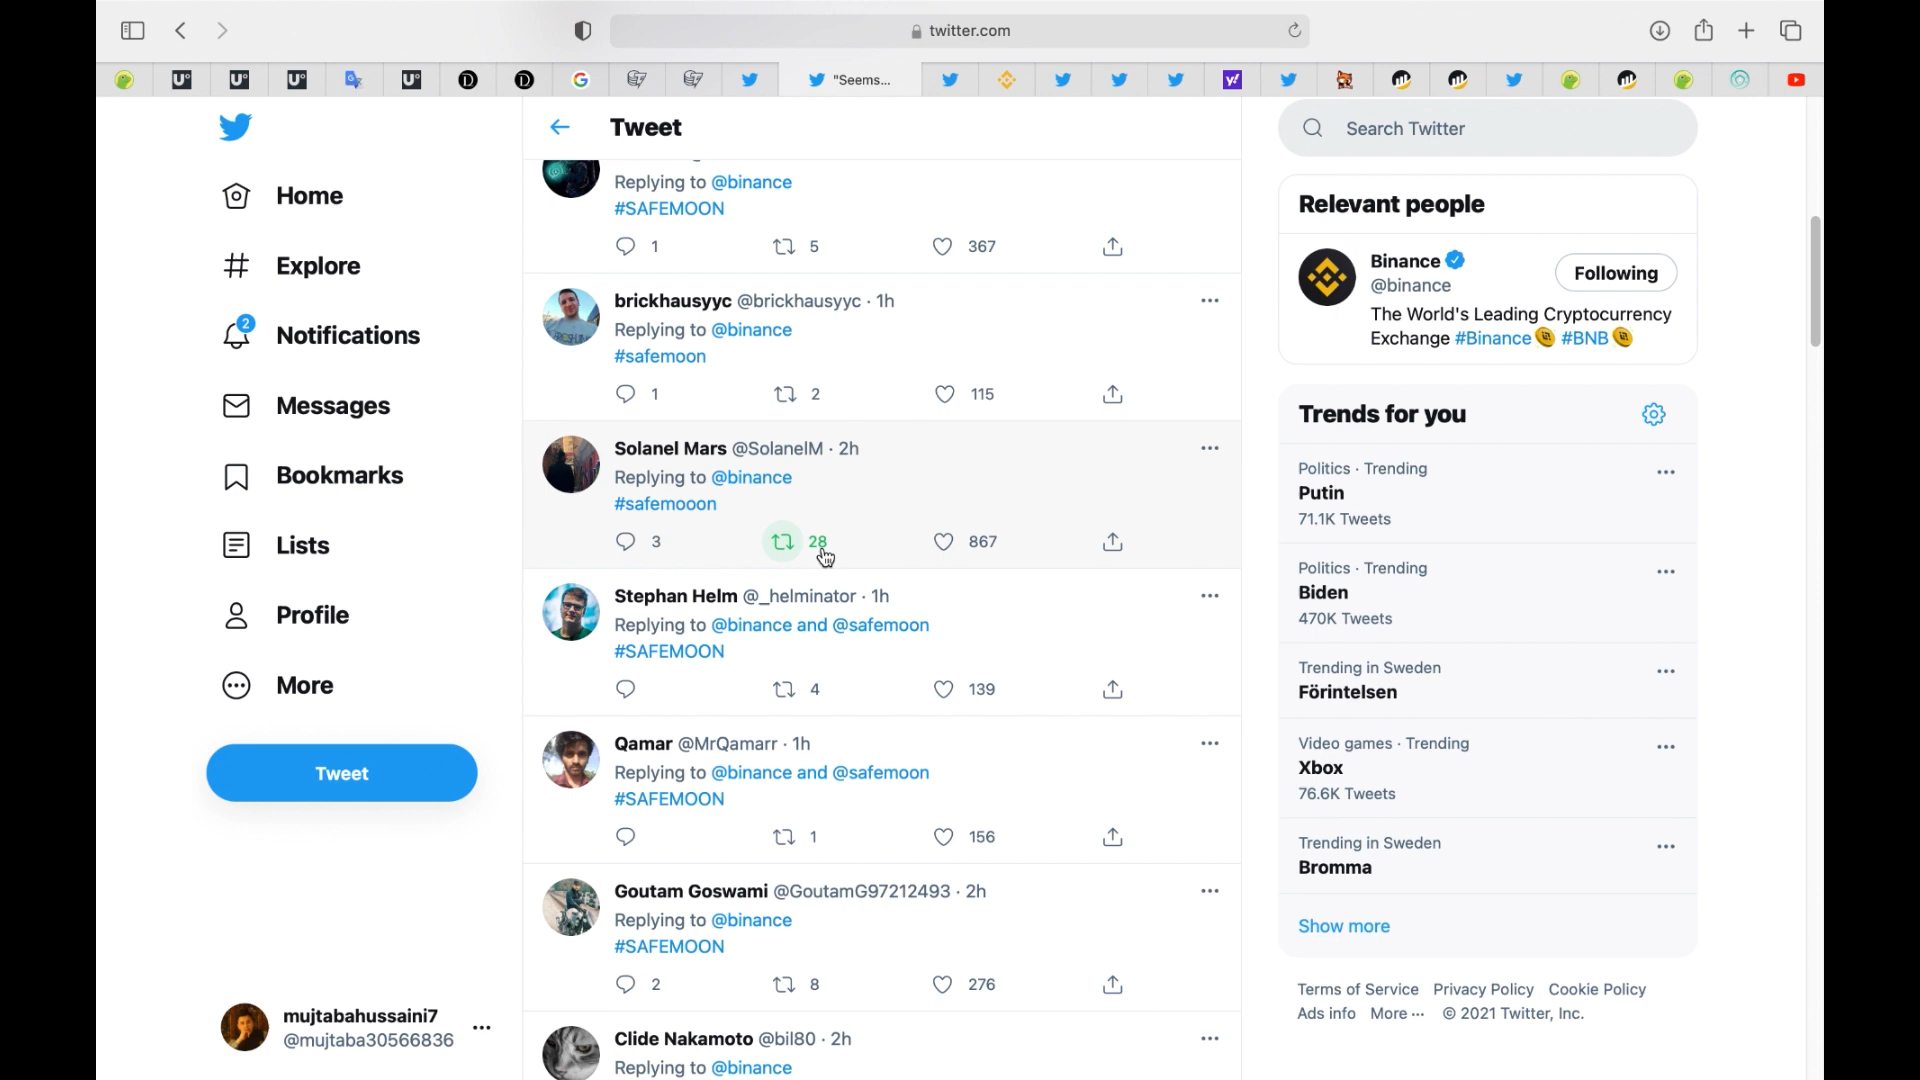 twitter.com
"Seems...
Home
Explore
2
Notifications
Messages
Bookmarks
Lists
Profile
More
Tweet
mujtabahussaini7
@mujtaba30566836
Tweet
Replying to @binance
#SAFEMOON
1 5 367
brickhausyyc @brickhausyyc · 1h
Replying to @binance
#safemoon
1 2 115
Solanel Mars @SolanelM · 2h
Replying to @binance
#safemooon
3 28 867
Stephan Helm @_helminator · 1h
Replying to @binance and @safemoon
#SAFEMOON
4 139
Qamar @MrQamarr · 1h
Replying to @binance and @safemoon
#SAFEMOON
1 156
Goutam Goswami @GoutamG97212493 · 2h
Replying to @binance
#SAFEMOON
2 8 276
Clide Nakamoto @bil80 · 2h
Replying to @binance
Search Twitter
Relevant people
Binance
@binance
Following
The World's Leading Cryptocurrency
Exchange #Binance #BNB
Trends for you
Politics · Trending
Putin
71.1K Tweets
Politics · Trending
Biden
470K Tweets
Trending in Sweden
Förintelsen
Video games · Trending
Xbox
76.6K Tweets
Trending in Sweden
Bromma
Show more
Terms of Service Privacy Policy Cookie Policy
Ads info More ··· © 2021 Twitter, Inc.